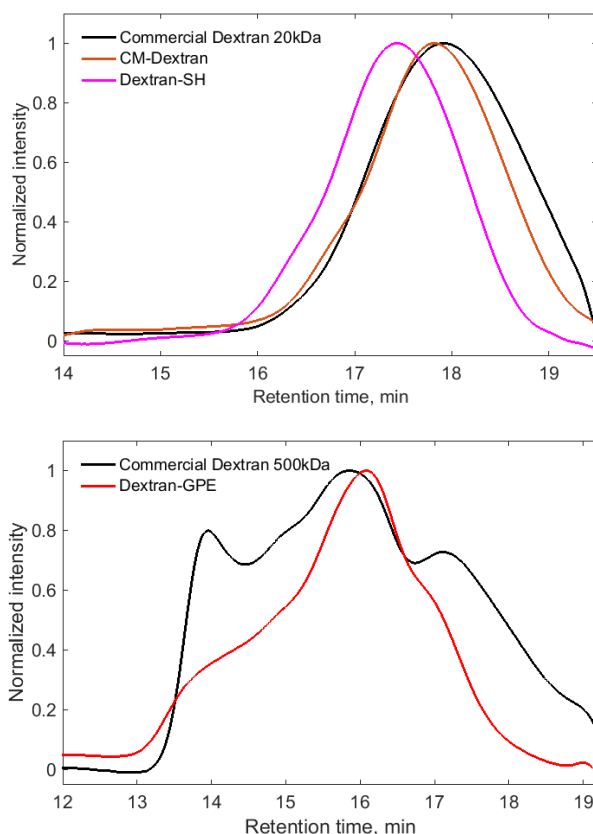 Commercial Dextran 20kDa
CM-Dextran
Dextran-SH
Normalized intensity
1
0.8
0.6
0.4
0.2
0
14 15 16 17 18 19
Retention time, min
Commercial Dextran 500kDa
Dextran-GPE
Normalized intensity
1
0.8
0.6
0.4
0.2
0
12 13 14 15 16 17 18 19
Retention time, min